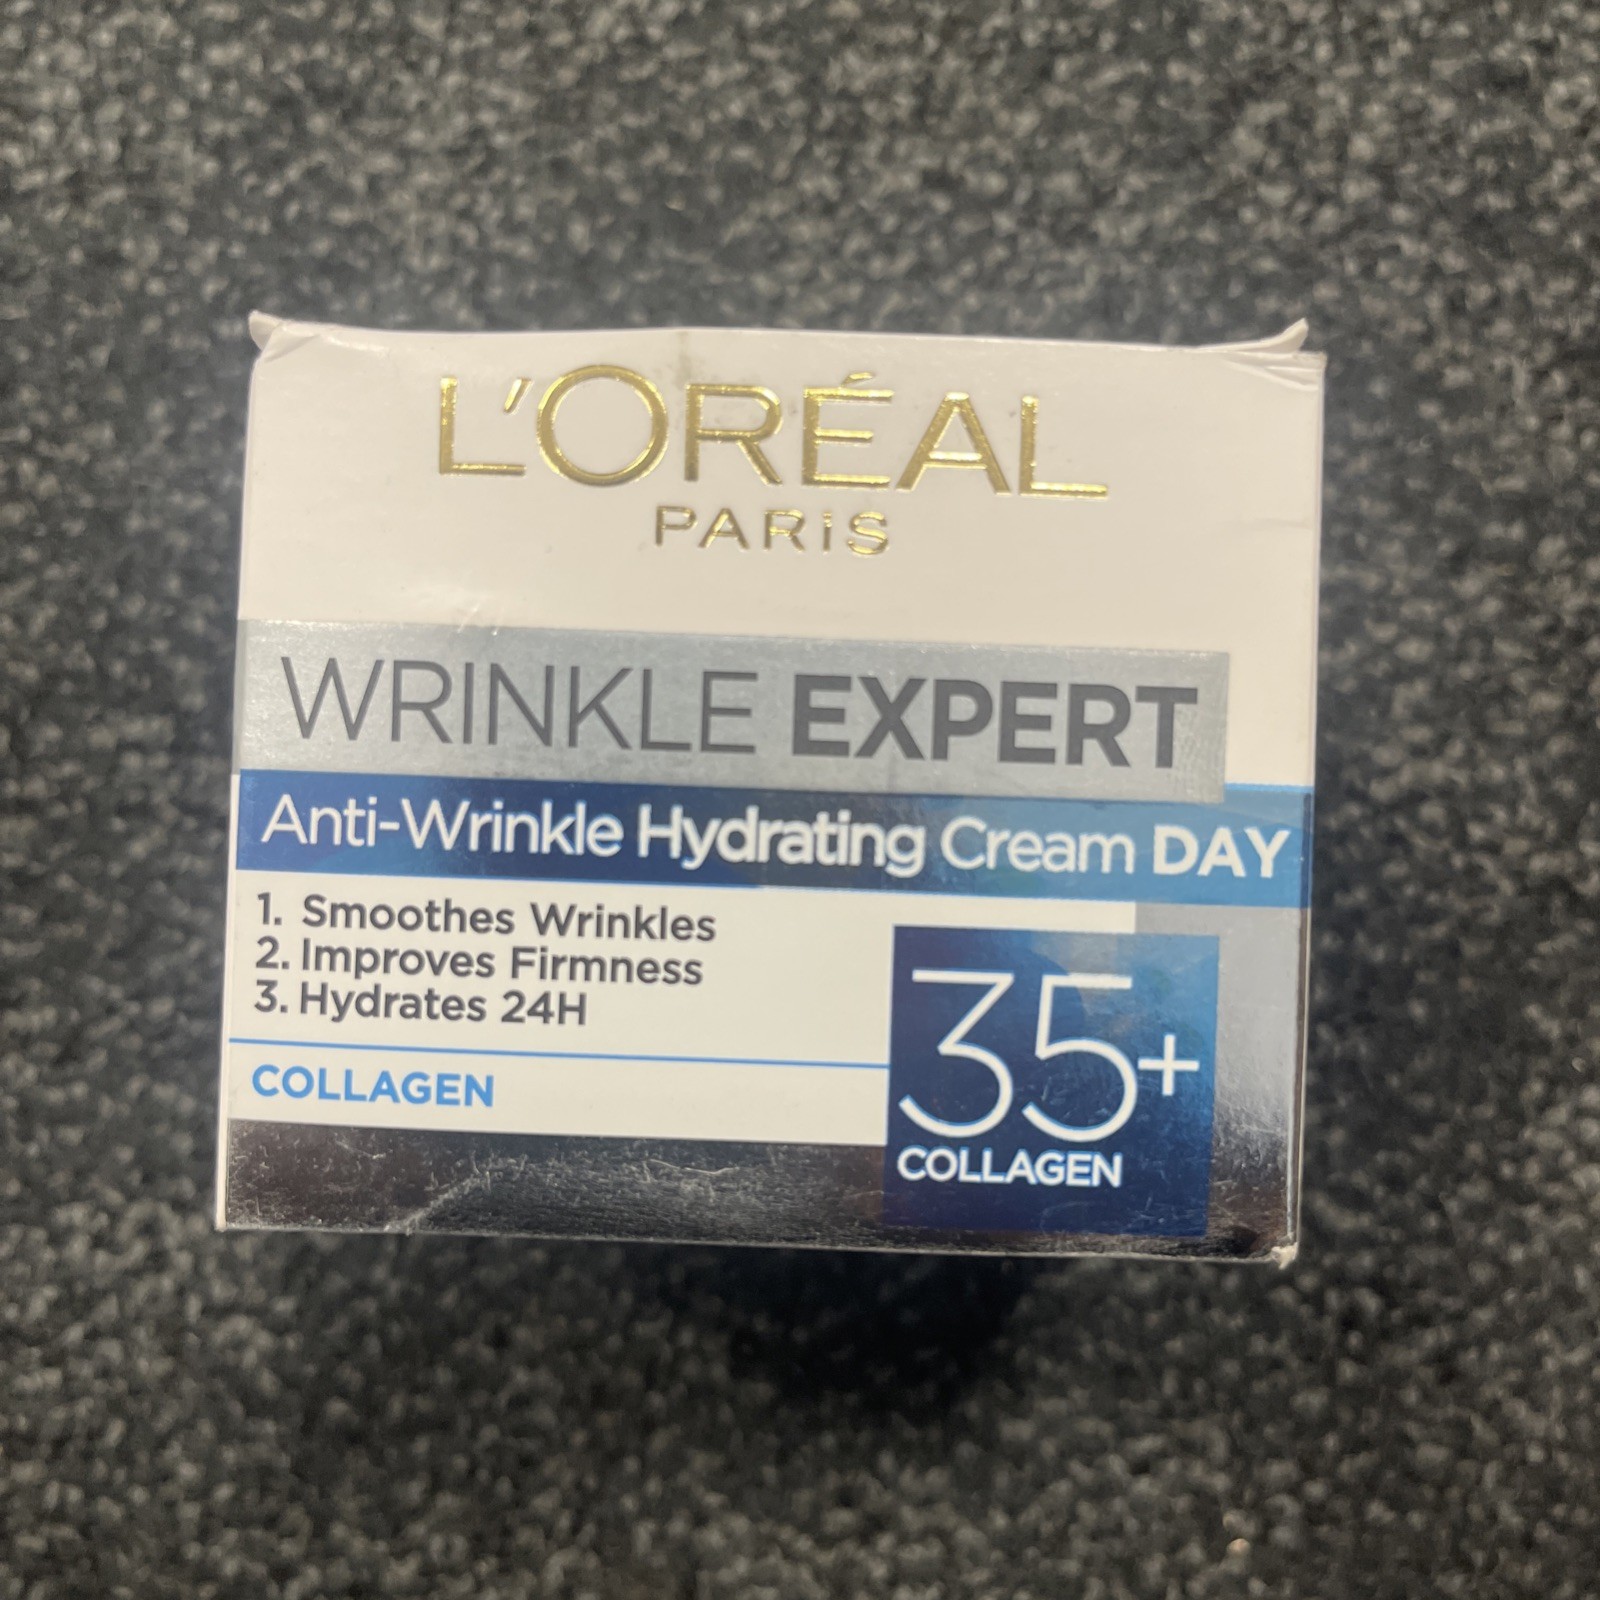 L'ORÉAL
PARIS
WRINKLE EXPERT
Anti-Wrinkle Hydrating Cream DAY
1. Smoothes Wrinkles
2. Improves Firmness
3. Hydrates 24H
COLLAGEN
35+
COLLAGEN